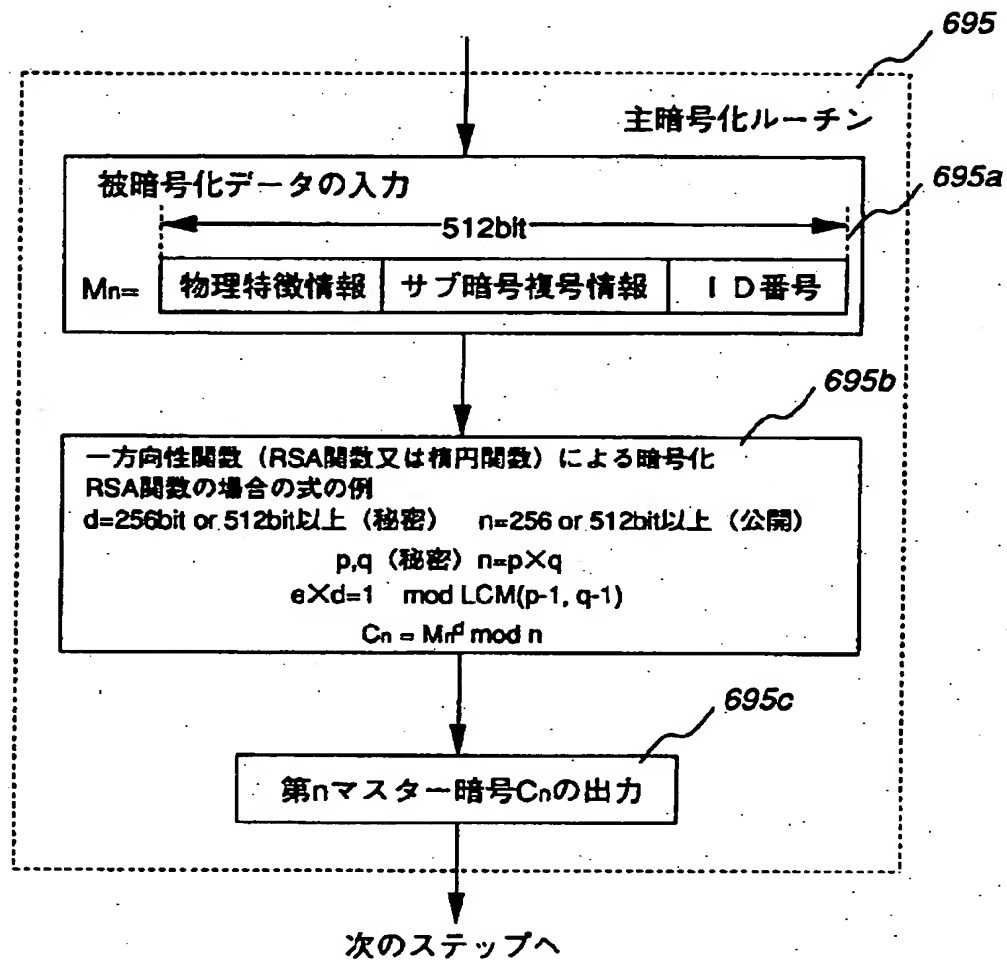 695
主暗号化ルーチン
被暗号化データの入力
695a
512bit
Mn= 物理特徴情報 サブ暗号復号情報 ID番号
695b
一方向性関数（RSA関数又は楕円関数）による暗号化
RSA関数の場合の式の例
d=256bit or 512bit以上（秘密） n=256 or 512bit以上（公開）
p,q（秘密）n=p×q
e×d=1 mod LCM(p-1, q-1)
Cn = Mn^d mod n
695c
第nマスター暗号Cnの出力
次のステップへ